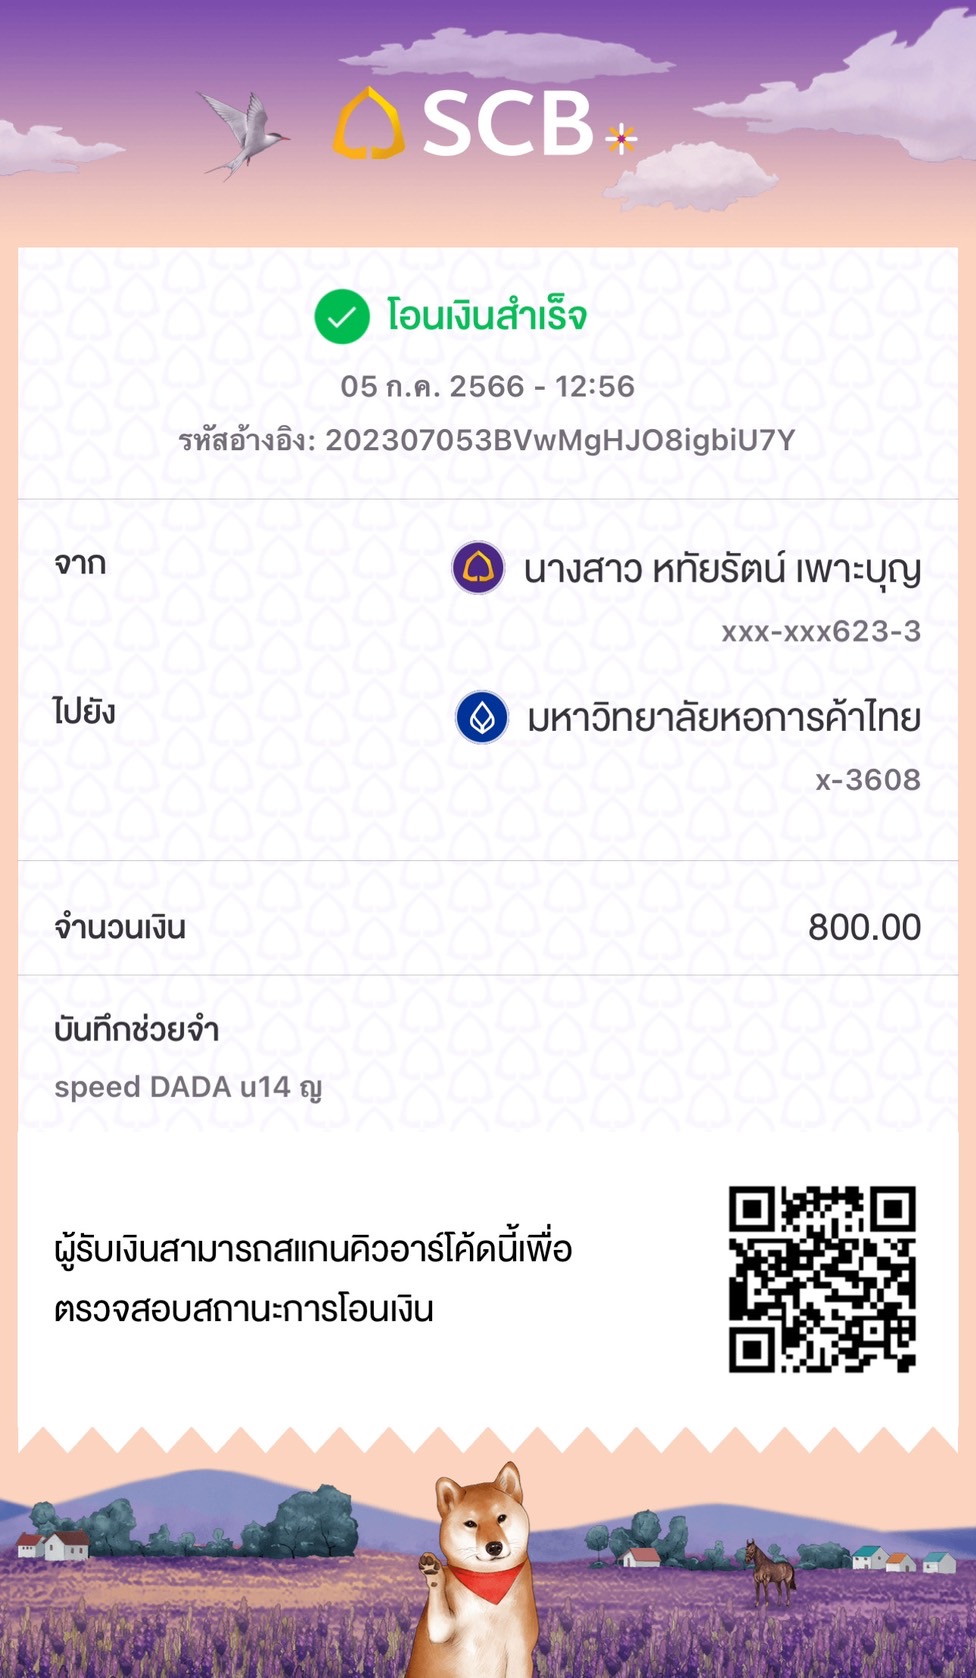 SCB
โอนเงินสำเร็จ
05 ก.ค. 2566 - 12:56
รหัสอ้างอิง: 202307053BVwMgHJO8igbiU7Y
จาก
นางสาว หทัยรัตน์ เพาะบุญ
xxx-xxx623-3
ไปยัง
มหาวิทยาลัยหอการค้าไทย
x-3608
จำนวนเงิน
800.00
บันทึกช่วยจำ
speed DADA u14 ญ
ผู้รับเงินสามารถสแกนคิวอาร์โค้ดนี้เพื่อ
ตรวจสอบสถานะการโอนเงิน